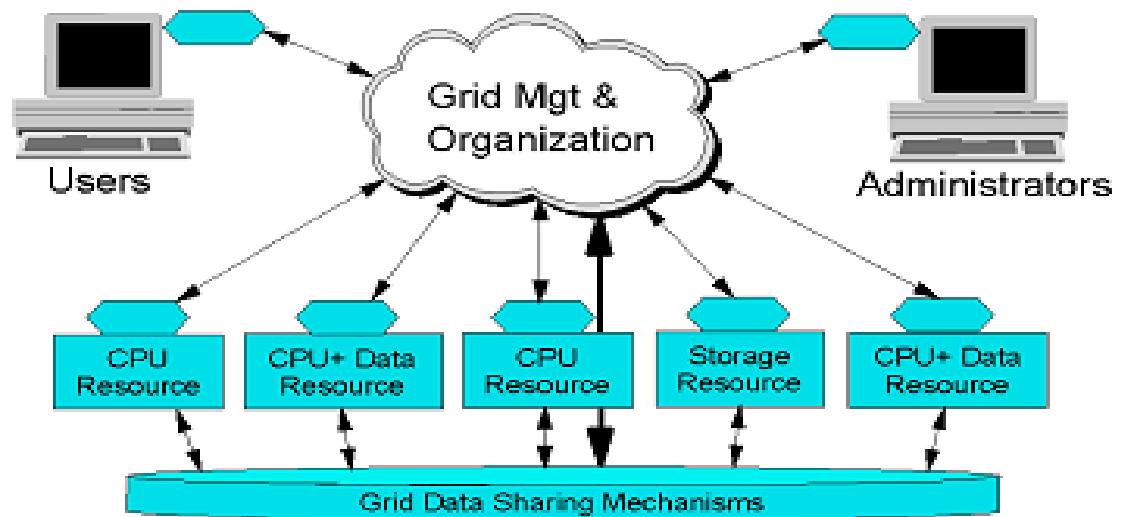 Grid Mgt &
Organization
Users
Administrators
CPU
Resource
CPU+ Data
Resource
CPU
Resource
Storage
Resource
CPU+ Data
Resource
Grid Data Sharing Mechanisms